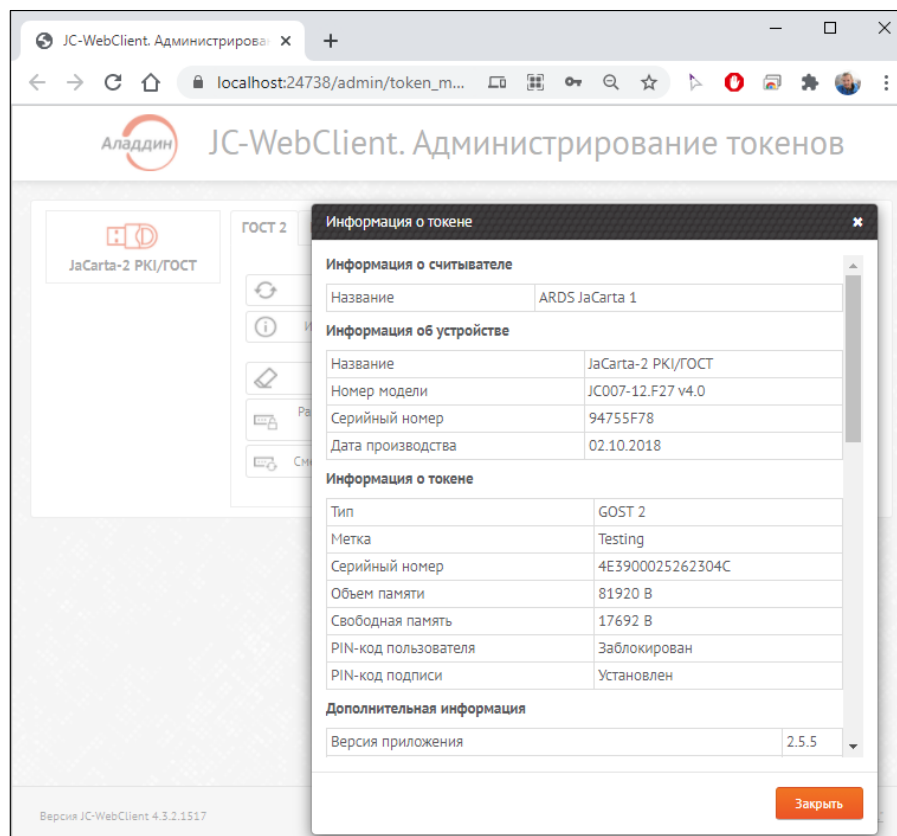 JC-WebClient. Администрирова
localhost:24738/admin/token_m...
Аладдин JC-WebClient. Администрирование токенов
JaCarta-2 PKI/ГОСТ
ГОСТ 2
Информация о токене
Информация о считывателе
Название ARDS JaCarta 1
Информация об устройстве
Название JaCarta-2 PKI/ГОСТ
Номер модели JC007-12.F27 v4.0
Серийный номер 94755F78
Дата производства 02.10.2018
Информация о токене
Тип GOST 2
Метка Testing
Серийный номер 4E3900025262304C
Объем памяти 81920 B
Свободная память 17692 B
PIN-код пользователя Заблокирован
PIN-код подписи Установлен
Дополнительная информация
Версия приложения 2.5.5
Закрыть
Версия JC-WebClient 4.3.2.1517